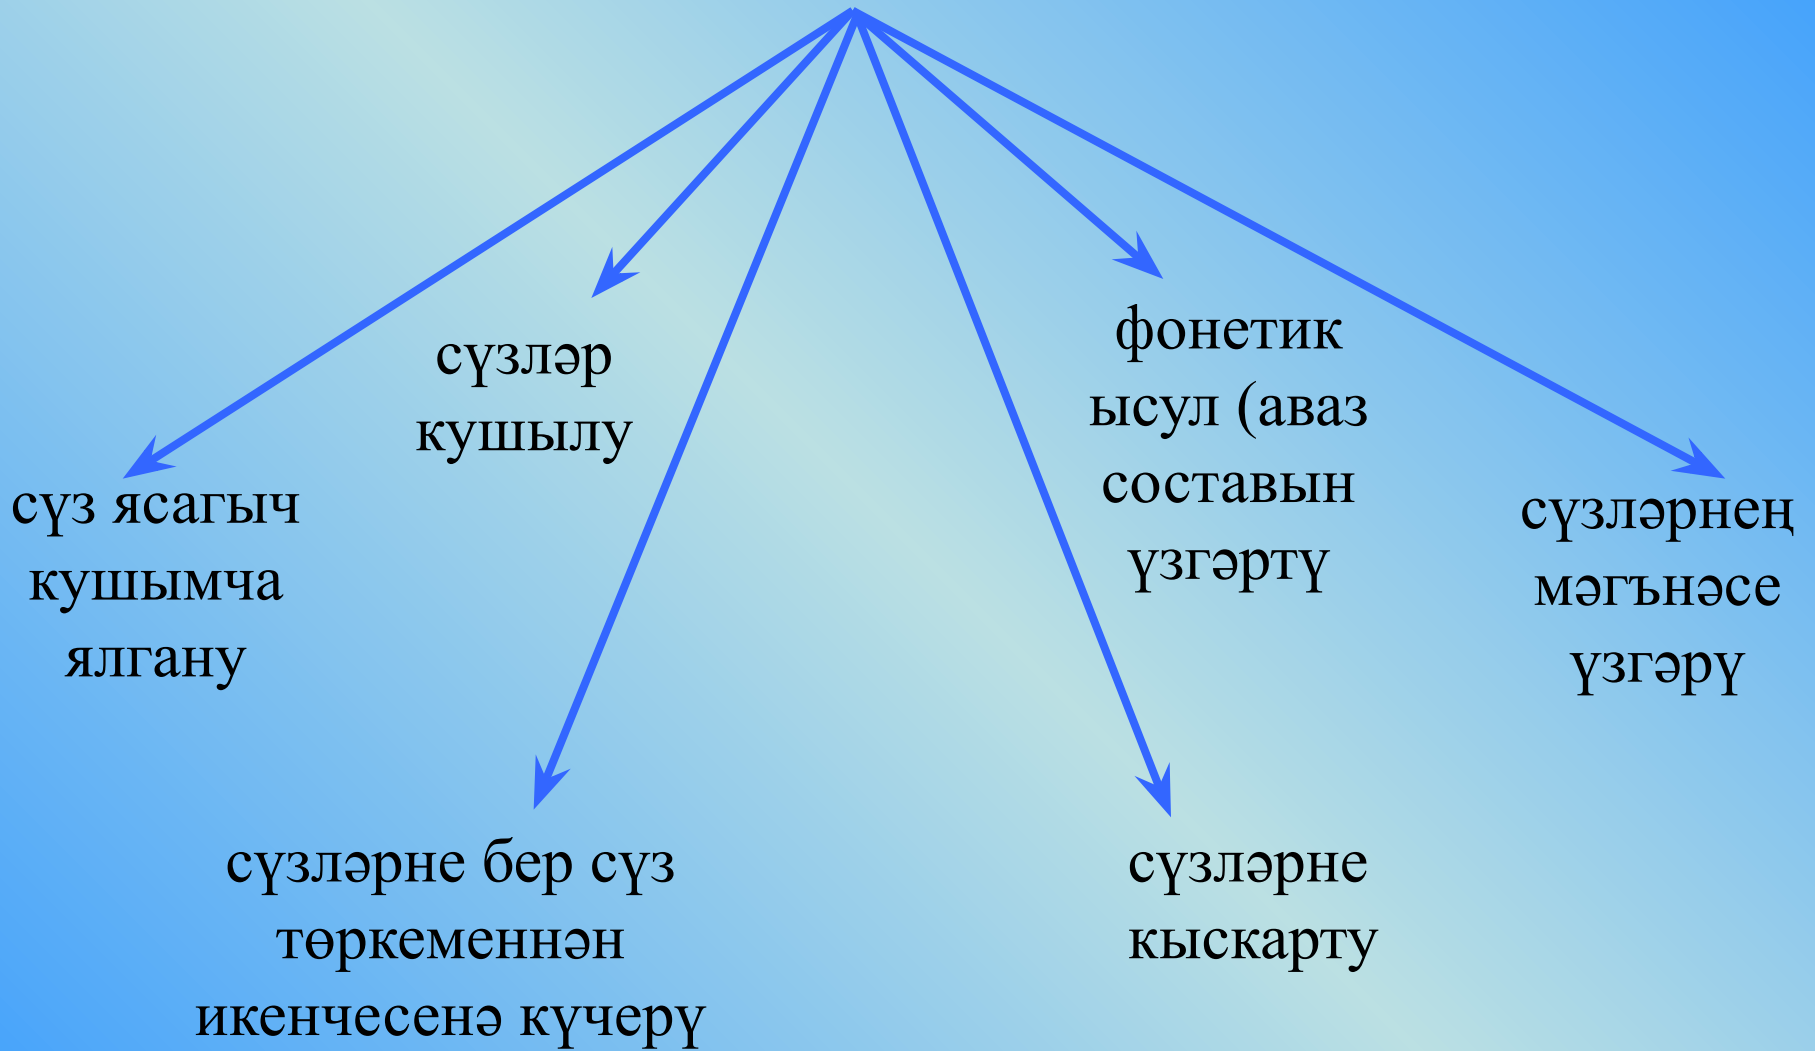 сүз ясагыч
кушымча
ялгану
сүзләр
кушылу
сүзләрне бер сүз
төркеменнән
икенчесенә күчерү
сүзләрне
кыскарту
фонетик
ысул (аваз
составын
үзгәртү
сүзләрнең
мәгънәсе
үзгәрү